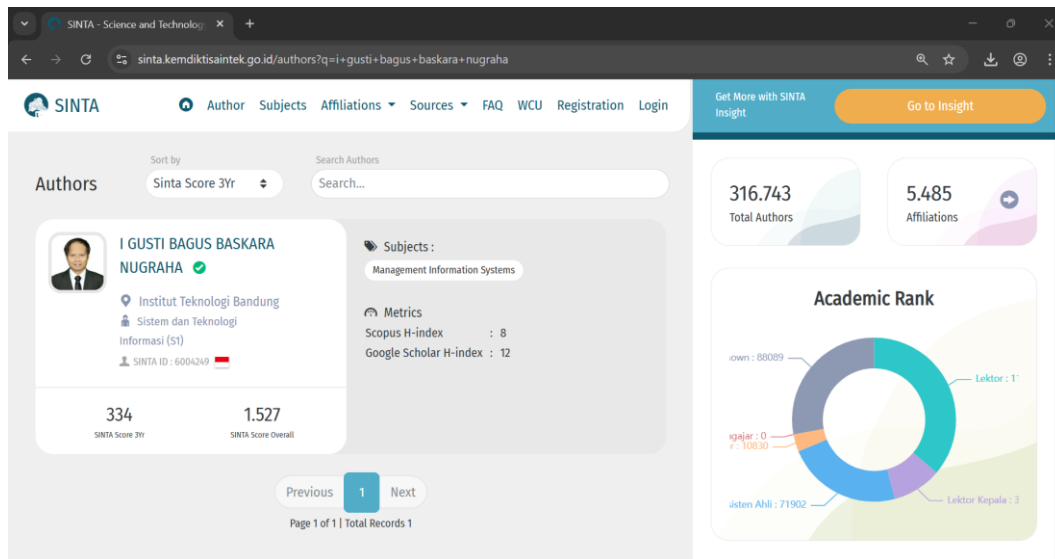 SINTA - Science and Technolog
sinta.kemdiktisaintek.go.id/authors?q=i+gusti+bagus+baskara+nugraha
SINTA
Author Subjects Affiliations Sources FAQ WCU Registration Login
Get More with SINTA
Insight
Go to Insight
Authors
Sort by
Sinta Score 3Yr
Search Authors
Search...
I GUSTI BAGUS BASKARA
NUGRAHA
Institut Teknologi Bandung
Sistem dan Teknologi
Informasi (S1)
SINTA ID : 6004249
334
SINTA Score 3Yr
1.527
SINTA Score Overall
Subjects :
Management Information Systems
Metrics
Scopus H-index : 8
Google Scholar H-index : 12
Previous 1 Next
Page 1 of 1 | Total Records 1
316.743
Total Authors
5.485
Affiliations
Academic Rank
own : 88089
Lektor : 1
gajar : 0
r : 10830
isten Ahli : 71902
Lektor Kepala : 3